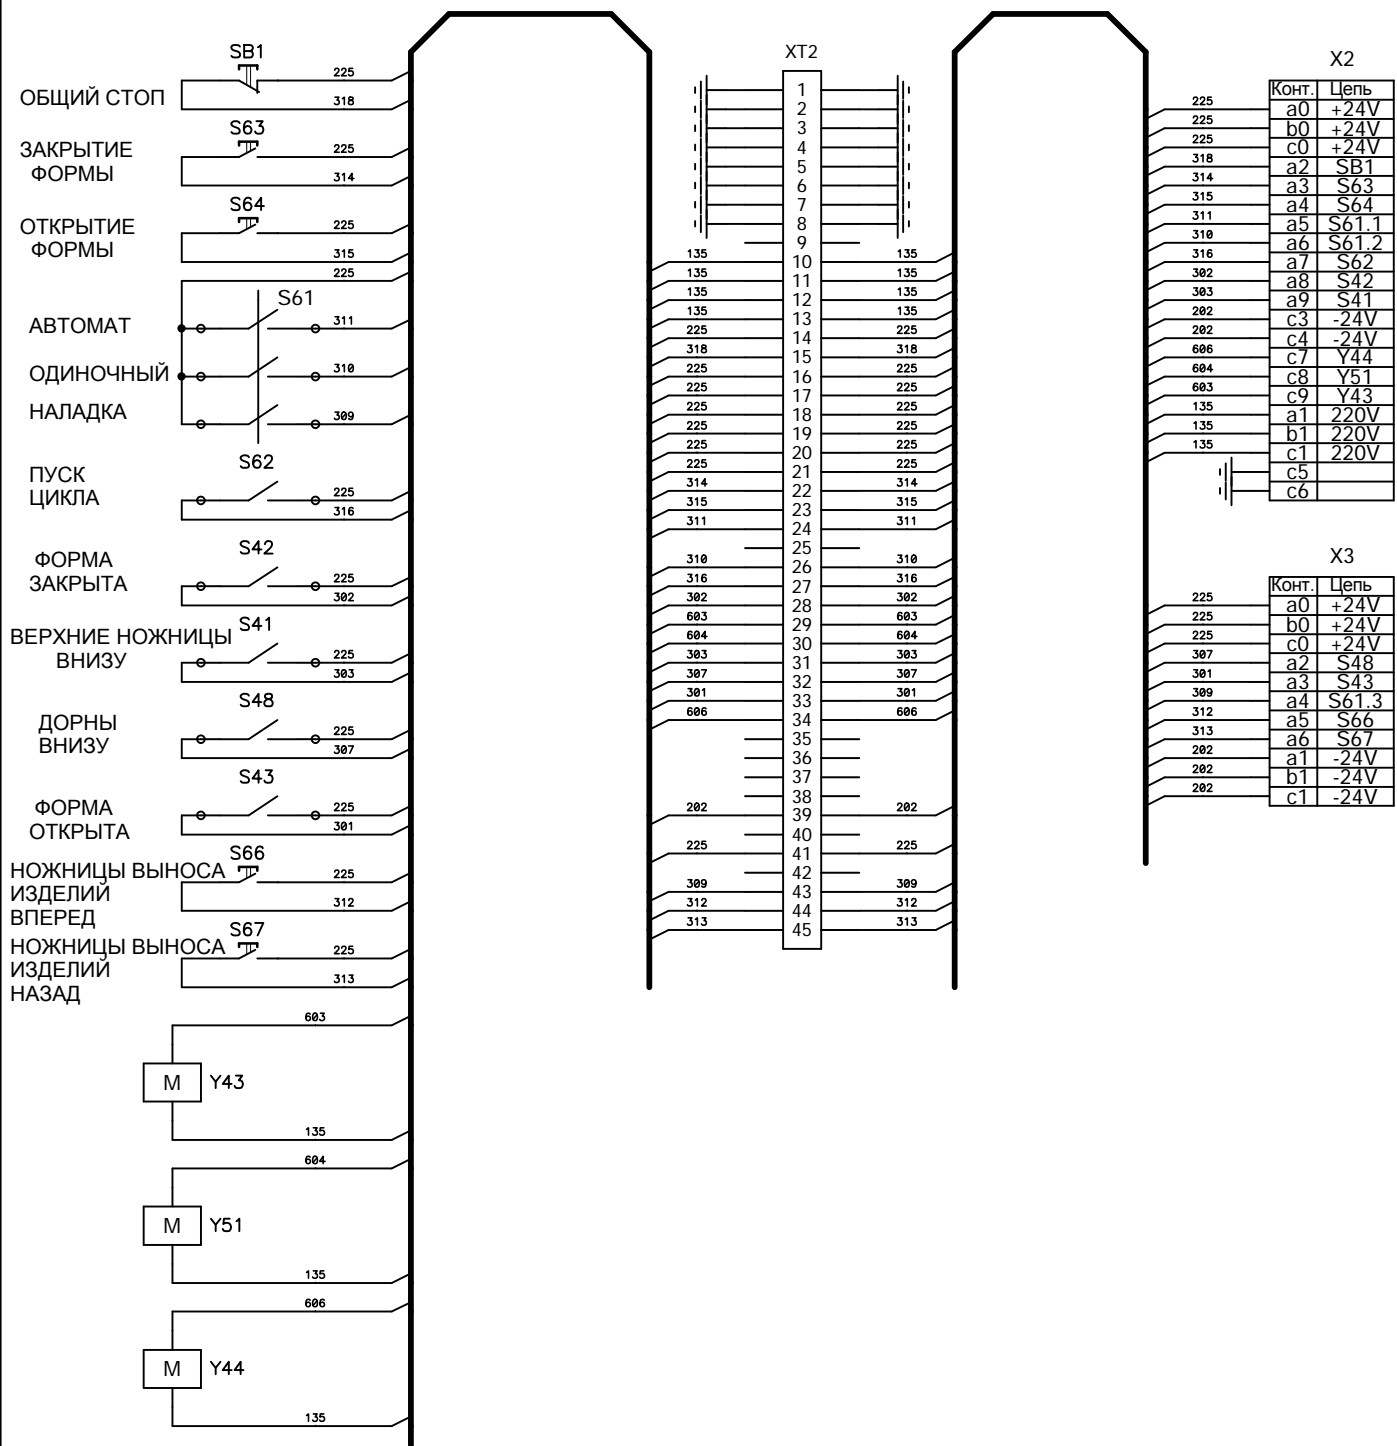 SB1
225
ОБЩИЙ СТОП
318
S63
ЗАКРЫТИЕ
225
ФОРМЫ
314
S64
ОТКРЫТИЕ
225
ФОРМЫ
315
225
S61
АВТОМАТ
311
ОДИНОЧНЫЙ
310
НАЛАДКА
309
S62
ПУСК
225
ЦИКЛА
316
S42
ФОРМА
225
ЗАКРЫТА
302
S41
ВЕРХНИЕ НОЖНИЦЫ
225
ВНИЗУ
303
S48
ДОРНЫ
225
ВНИЗУ
307
S43
ФОРМА
225
ОТКРЫТА
301
S66
НОЖНИЦЫ ВЫНОСА
225
ИЗДЕЛИЙ
312
ВПЕРЕД
S67
НОЖНИЦЫ ВЫНОСА
225
ИЗДЕЛИЙ
313
НАЗАД
603
M Y43
135
604
M Y51
135
606
M Y44
135
XT2
1
2
3
4
5
6
7
8
9
135 10 135
135 11 135
135 12 135
135 13 135
225 14 225
318 15 318
225 16 225
225 17 225
225 18 225
225 19 225
225 20 225
225 21 225
314 22 314
315 23 315
311 24 311
25
310 26 310
316 27 316
302 28 302
603 29 603
604 30 604
303 31 303
307 32 307
301 33 301
606 34 606
35
36
37
38
202 39 202
40
225 41 225
42
309 43 309
312 44 312
313 45 313
X2
Конт. Цепь
225 a0 +24V
225 b0 +24V
225 c0 +24V
318 a2 SB1
314 a3 S63
315 a4 S64
311 a5 S61.1
310 a6 S61.2
316 a7 S62
302 a8 S42
303 a9 S41
202 c3 -24V
202 c4 -24V
606 c7 Y44
604 c8 Y51
603 c9 Y43
135 a1 220V
135 b1 220V
135 c1 220V
c5
c6
X3
Конт. Цепь
225 a0 +24V
225 b0 +24V
225 c0 +24V
307 a2 S48
301 a3 S43
309 a4 S61.3
312 a5 S66
313 a6 S67
202 a1 -24V
202 b1 -24V
202 c1 -24V